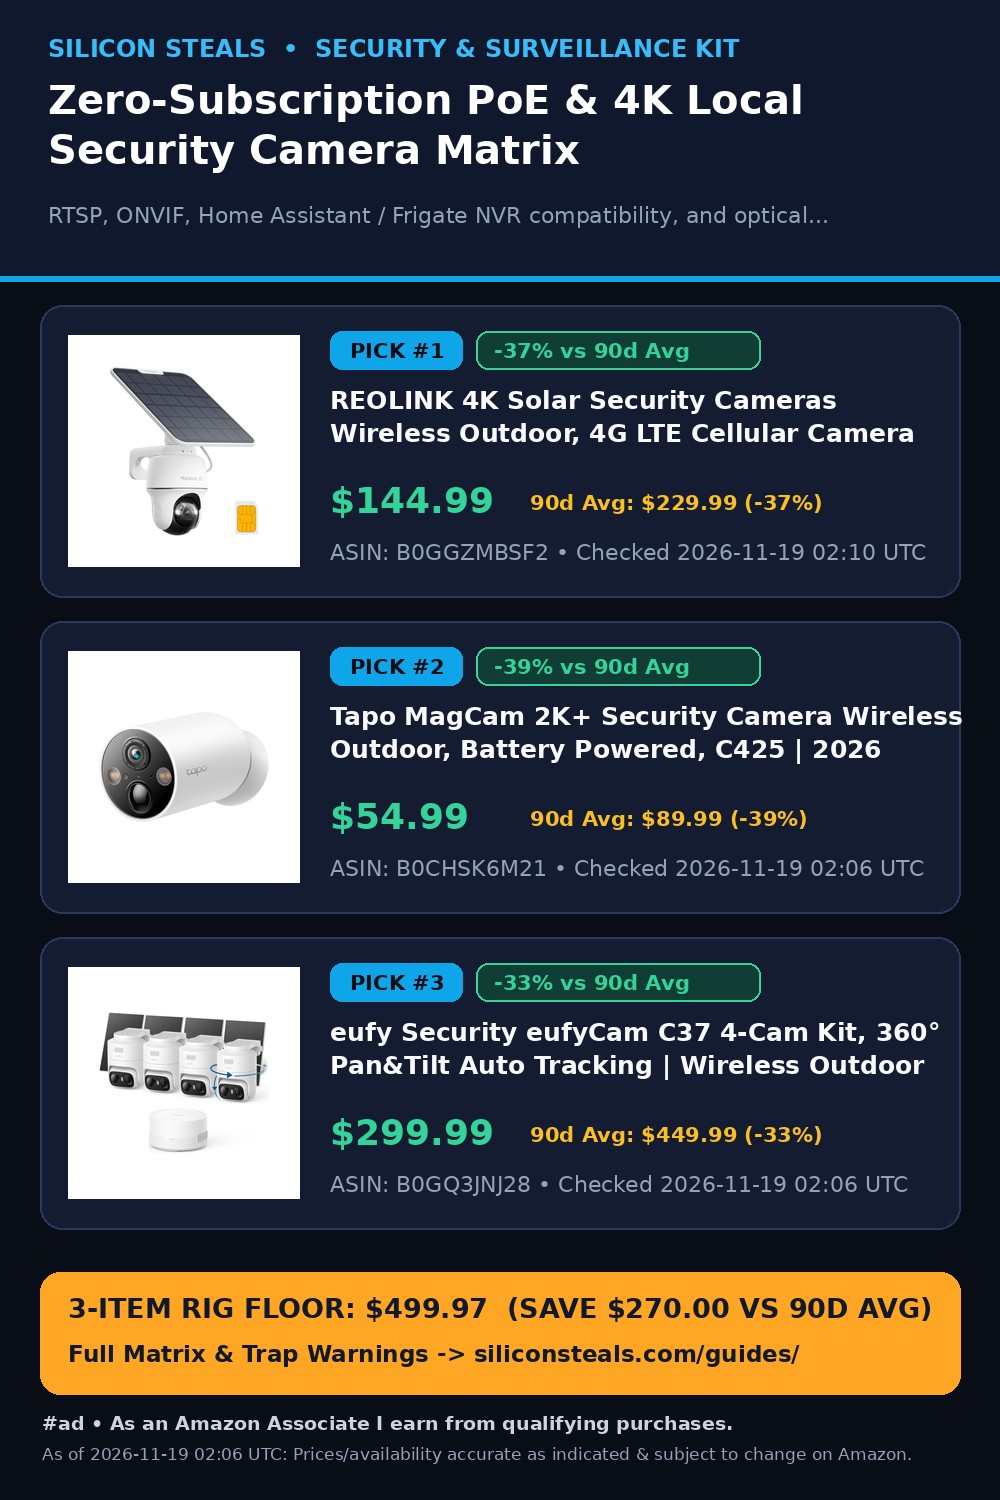 SILICON STEALS • SECURITY & SURVEILLANCE KIT
Zero-Subscription PoE & 4K Local
Security Camera Matrix
RTSP, ONVIF, Home Assistant / Frigate NVR compatibility, and optical...
PICK #1
-37% vs 90d Avg
REOLINK 4K Solar Security Cameras
Wireless Outdoor, 4G LTE Cellular Camera
$144.99
90d Avg: $229.99 (-37%)
ASIN: B0GGZMBSF2 • Checked 2026-11-19 02:10 UTC
tapo
PICK #2
-39% vs 90d Avg
Tapo MagCam 2K+ Security Camera Wireless
Outdoor, Battery Powered, C425 | 2026
$54.99
90d Avg: $89.99 (-39%)
ASIN: B0CHSK6M21 • Checked 2026-11-19 02:06 UTC
PICK #3
-33% vs 90d Avg
eufy Security eufyCam C37 4-Cam Kit, 360°
Pan&Tilt Auto Tracking | Wireless Outdoor
$299.99
90d Avg: $449.99 (-33%)
ASIN: B0GQ3JNJ28 • Checked 2026-11-19 02:06 UTC
3-ITEM RIG FLOOR: $499.97 (SAVE $270.00 VS 90D AVG)
Full Matrix & Trap Warnings -> siliconsteals.com/guides/
#ad • As an Amazon Associate I earn from qualifying purchases.
As of 2026-11-19 02:06 UTC: Prices/availability accurate as indicated & subject to change on Amazon.